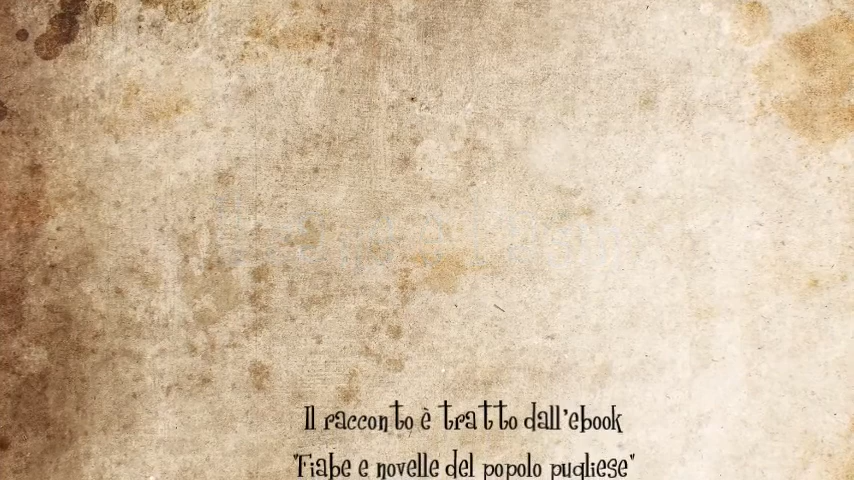 Il racconto è tratto dall'ebook
"Fiabe e novelle del popolo pugliese"